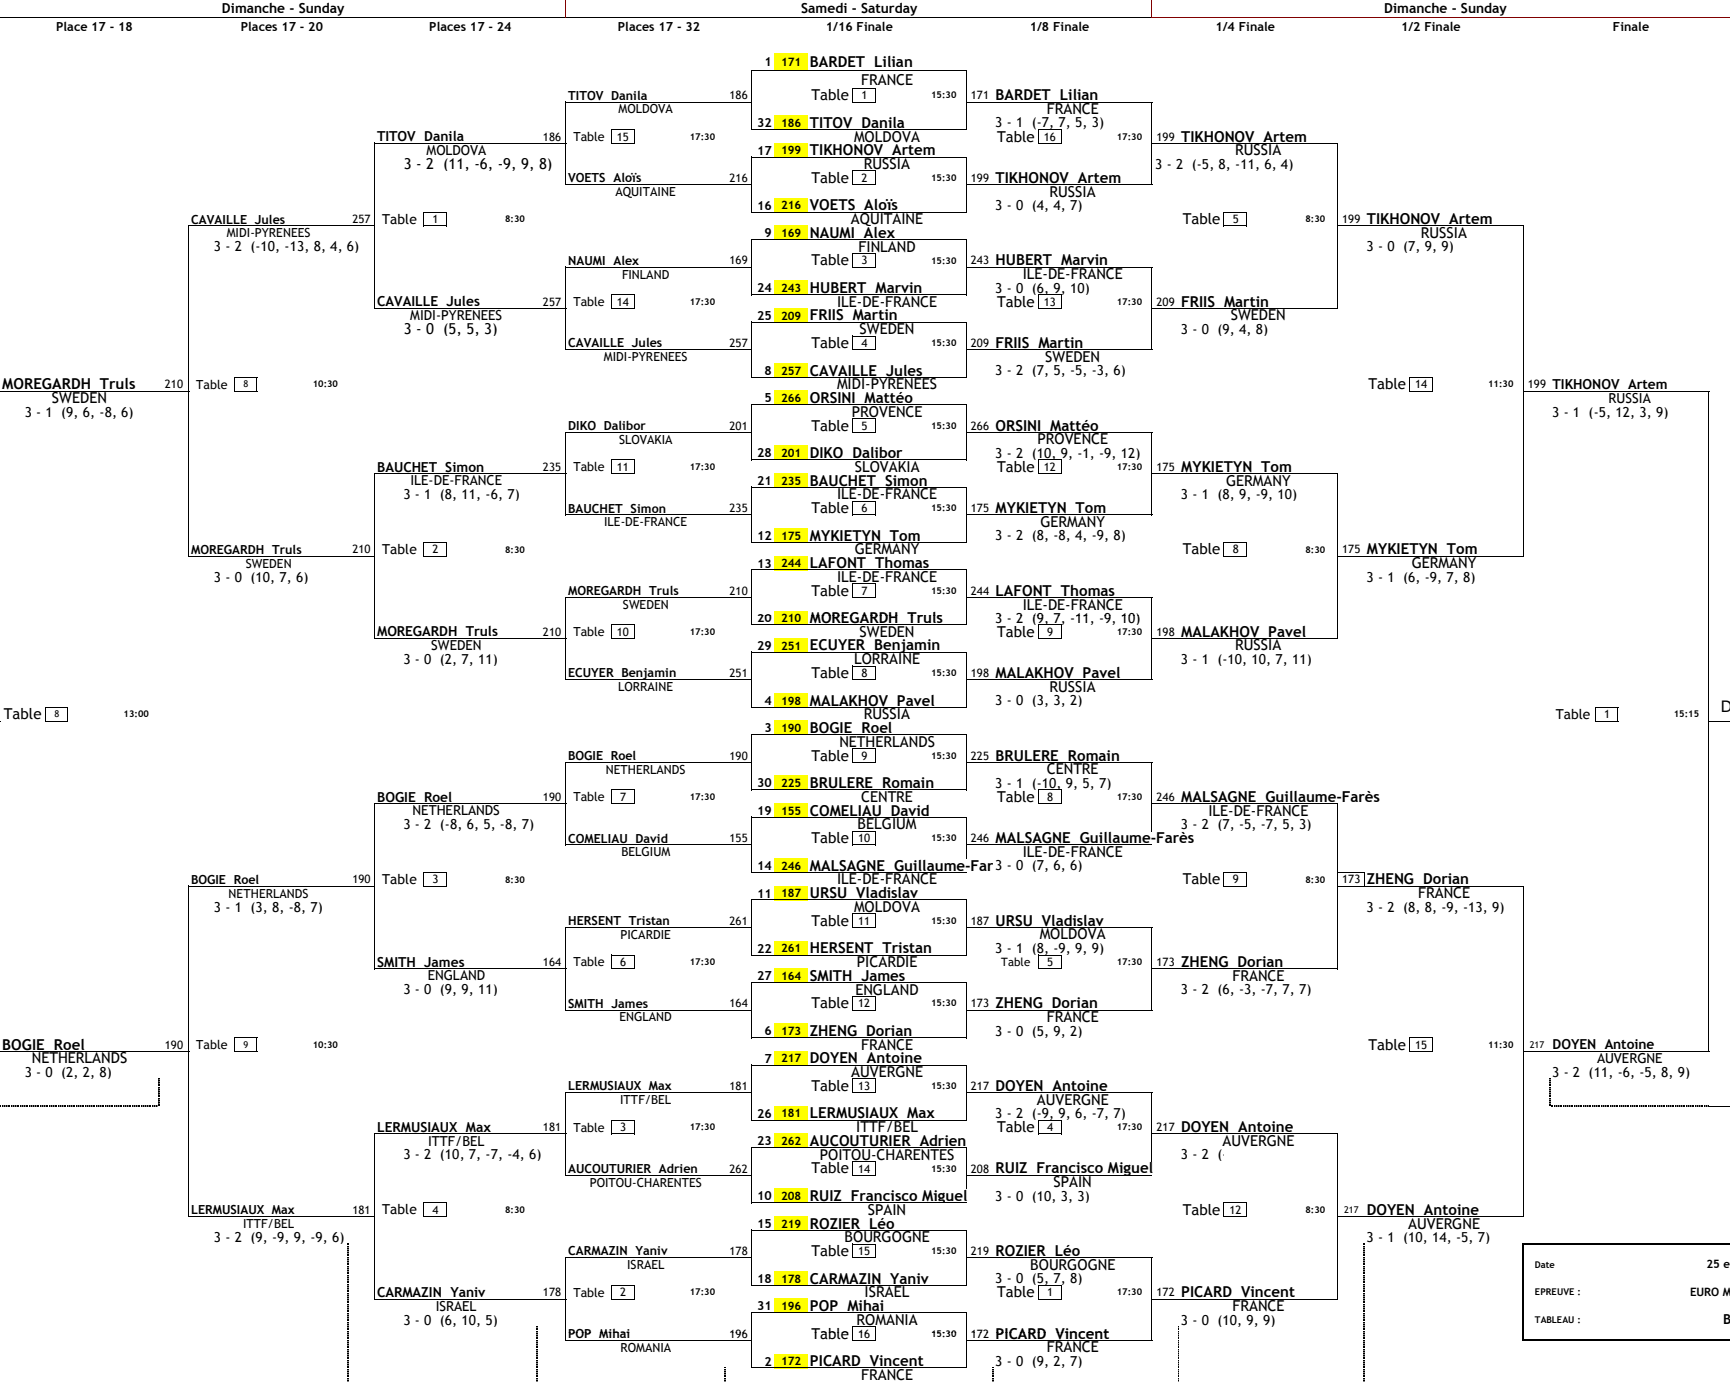 Dimanche - Sunday
Samedi - Saturday
Dimanche - Sunday
Place 17 - 18
Places 17 - 20
Places 17 - 24
Places 17 - 32
1/16 Finale
1/8 Finale
1/4 Finale
1/2 Finale
Finale
MOREGARDH Truls 210
SWEDEN
3 - 1 (9, 6, -8, 6)
Table 8 13:00
BOGIE Roel 190
NETHERLANDS
3 - 0 (2, 2, 8)
CAVAILLE Jules 257
MIDI-PYRENEES
3 - 2 (-10, -13, 8, 4, 6)
Table 8 10:30
MOREGARDH Truls 210
SWEDEN
3 - 0 (10, 7, 6)
BOGIE Roel 190
NETHERLANDS
3 - 1 (3, 8, -8, 7)
Table 9 10:30
LERMUSIAUX Max 181
ITTF/BEL
3 - 2 (9, -9, 9, -9, 6)
TITOV Danila 186
MOLDOVA
3 - 2 (11, -6, -9, 9, 8)
Table 1 8:30
CAVAILLE Jules 257
MIDI-PYRENEES
3 - 0 (5, 5, 3)
BAUCHET Simon 235
ILE-DE-FRANCE
3 - 1 (8, 11, -6, 7)
Table 2 8:30
MOREGARDH Truls 210
SWEDEN
3 - 0 (2, 7, 11)
BOGIE Roel 190
NETHERLANDS
3 - 2 (-8, 6, 5, -8, 7)
Table 3 8:30
SMITH James 164
ENGLAND
3 - 0 (9, 9, 11)
LERMUSIAUX Max 181
ITTF/BEL
3 - 2 (10, 7, -7, -4, 6)
Table 4 8:30
CARMAZIN Yaniv 178
ISRAEL
3 - 0 (6, 10, 5)
TITOV Danila 186
MOLDOVA
Table 15 17:30
VOETS Aloïs 216
AQUITAINE
NAUMI Alex 169
FINLAND
Table 14 17:30
CAVAILLE Jules 257
MIDI-PYRENEES
DIKO Dalibor 201
SLOVAKIA
Table 11 17:30
BAUCHET Simon 235
ILE-DE-FRANCE
MOREGARDH Truls 210
SWEDEN
Table 10 17:30
ECUYER Benjamin 251
LORRAINE
BOGIE Roel 190
NETHERLANDS
Table 7 17:30
COMELIAU David 155
BELGIUM
HERSENT Tristan 261
PICARDIE
Table 6 17:30
SMITH James 164
ENGLAND
LERMUSIAUX Max 181
ITTF/BEL
Table 3 17:30
AUCOUTURIER Adrien 262
POITOU-CHARENTES
CARMAZIN Yaniv 178
ISRAEL
Table 2 17:30
POP Mihai 196
ROMANIA
1 171 BARDET Lilian
FRANCE
Table 1 15:30
32 186 TITOV Danila
MOLDOVA
17 199 TIKHONOV Artem
RUSSIA
Table 2 15:30
16 216 VOETS Aloïs
AQUITAINE
9 169 NAUMI Alex
FINLAND
Table 3 15:30
24 243 HUBERT Marvin
ILE-DE-FRANCE
25 209 FRIIS Martin
SWEDEN
Table 4 15:30
8 257 CAVAILLE Jules
MIDI-PYRENEES
5 266 ORSINI Mattéo
PROVENCE
Table 5 15:30
28 201 DIKO Dalibor
SLOVAKIA
21 235 BAUCHET Simon
ILE-DE-FRANCE
Table 6 15:30
12 175 MYKIETYN Tom
GERMANY
13 244 LAFONT Thomas
ILE-DE-FRANCE
Table 7 15:30
20 210 MOREGARDH Truls
SWEDEN
29 251 ECUYER Benjamin
LORRAINE
Table 8 15:30
4 198 MALAKHOV Pavel
RUSSIA
3 190 BOGIE Roel
NETHERLANDS
Table 9 15:30
30 225 BRULERE Romain
CENTRE
19 155 COMELIAU David
BELGIUM
Table 10 15:30
14 246 MALSAGNE Guillaume-Far
ILE-DE-FRANCE
11 187 URSU Vladislav
MOLDOVA
Table 11 15:30
22 261 HERSENT Tristan
PICARDIE
27 164 SMITH James
ENGLAND
Table 12 15:30
6 173 ZHENG Dorian
FRANCE
7 217 DOYEN Antoine
AUVERGNE
Table 13 15:30
26 181 LERMUSIAUX Max
ITTF/BEL
23 262 AUCOUTURIER Adrien
POITOU-CHARENTES
Table 14 15:30
10 208 RUIZ Francisco Miguel
SPAIN
15 219 ROZIER Léo
BOURGOGNE
Table 15 15:30
18 178 CARMAZIN Yaniv
ISRAEL
31 196 POP Mihai
ROMANIA
Table 16 15:30
2 172 PICARD Vincent
FRANCE
171 BARDET Lilian
FRANCE
3 - 1 (-7, 7, 5, 3)
Table 16 17:30
199 TIKHONOV Artem
RUSSIA
3 - 0 (4, 4, 7)
243 HUBERT Marvin
ILE-DE-FRANCE
3 - 0 (6, 9, 10)
Table 13 17:30
209 FRIIS Martin
SWEDEN
3 - 2 (7, 5, -5, -3, 6)
266 ORSINI Mattéo
PROVENCE
3 - 2 (10, 9, -1, -9, 12)
Table 12 17:30
175 MYKIETYN Tom
GERMANY
3 - 2 (8, -8, 4, -9, 8)
244 LAFONT Thomas
ILE-DE-FRANCE
3 - 2 (9, 7, -11, -9, 10)
Table 9 17:30
198 MALAKHOV Pavel
RUSSIA
3 - 0 (3, 3, 2)
225 BRULERE Romain
CENTRE
3 - 1 (-10, 9, 5, 7)
Table 8 17:30
246 MALSAGNE Guillaume-Farès
ILE-DE-FRANCE
3 - 0 (7, 6, 6)
187 URSU Vladislav
MOLDOVA
3 - 1 (8, -9, 9, 9)
Table 5 17:30
173 ZHENG Dorian
FRANCE
3 - 0 (5, 9, 2)
217 DOYEN Antoine
AUVERGNE
3 - 2 (-9, 9, 6, -7, 7)
Table 4 17:30
208 RUIZ Francisco Miguel
SPAIN
3 - 0 (10, 3, 3)
219 ROZIER Léo
BOURGOGNE
3 - 0 (5, 7, 8)
Table 1 17:30
172 PICARD Vincent
FRANCE
3 - 0 (9, 2, 7)
199 TIKHONOV Artem
RUSSIA
3 - 2 (-5, 8, -11, 6, 4)
Table 5 8:30
209 FRIIS Martin
SWEDEN
3 - 0 (9, 4, 8)
175 MYKIETYN Tom
GERMANY
3 - 1 (8, 9, -9, 10)
Table 8 8:30
198 MALAKHOV Pavel
RUSSIA
3 - 1 (-10, 10, 7, 11)
246 MALSAGNE Guillaume-Farès
ILE-DE-FRANCE
3 - 2 (7, -5, -7, 5, 3)
Table 9 8:30
173 ZHENG Dorian
FRANCE
3 - 2 (6, -3, -7, 7, 7)
217 DOYEN Antoine
AUVERGNE
3 - 2 (
Table 12 8:30
172 PICARD Vincent
FRANCE
3 - 0 (10, 9, 9)
199 TIKHONOV Artem
RUSSIA
3 - 0 (7, 9, 9)
Table 14 11:30
175 MYKIETYN Tom
GERMANY
3 - 1 (6, -9, 7, 8)
173 ZHENG Dorian
FRANCE
3 - 2 (8, 8, -9, -13, 9)
Table 15 11:30
217 DOYEN Antoine
AUVERGNE
3 - 1 (10, 14, -5, 7)
199 TIKHONOV Artem
RUSSIA
3 - 1 (-5, 12, 3, 9)
Table 1 15:15
D
217 DOYEN Antoine
AUVERGNE
3 - 2 (11, -6, -5, 8, 9)
Date 25 e
EPREUVE : EURO M
TABLEAU : B